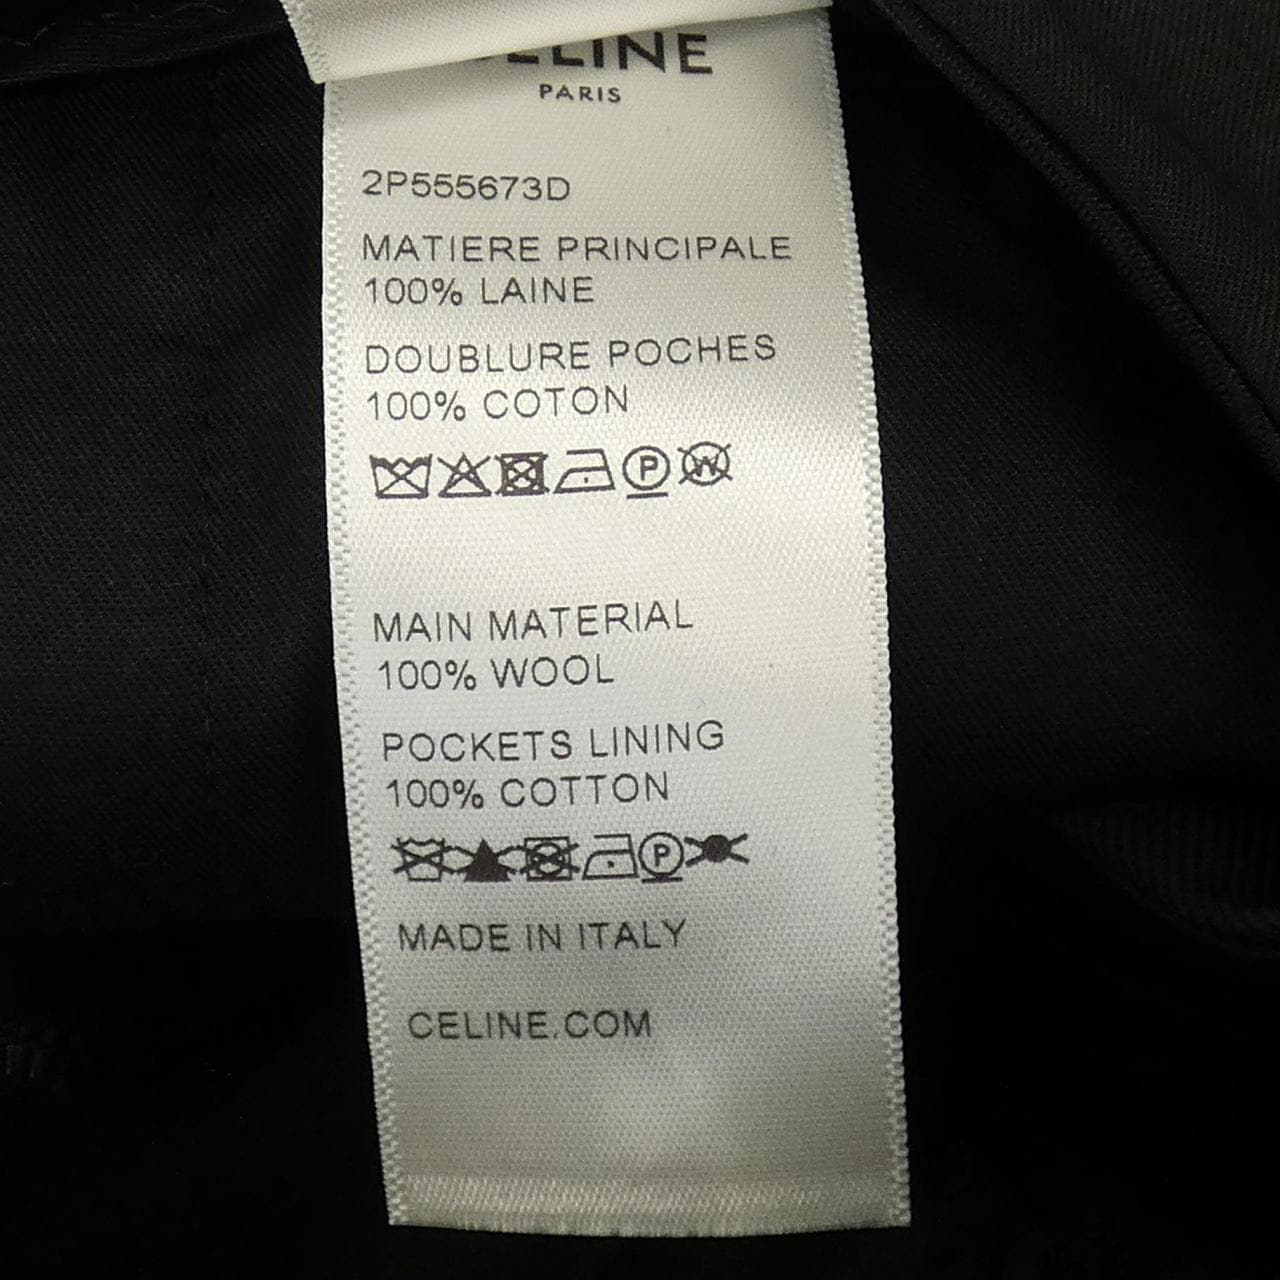 CELINE
PARIS
2P555673D
MATIERE PRINCIPALE
100% LAINE
DOUBLURE POCHES
100% COTON
P W
MAIN MATERIAL
100% WOOL
POCKETS LINING
100% COTTON
P
MADE IN ITALY
CELINE.COM